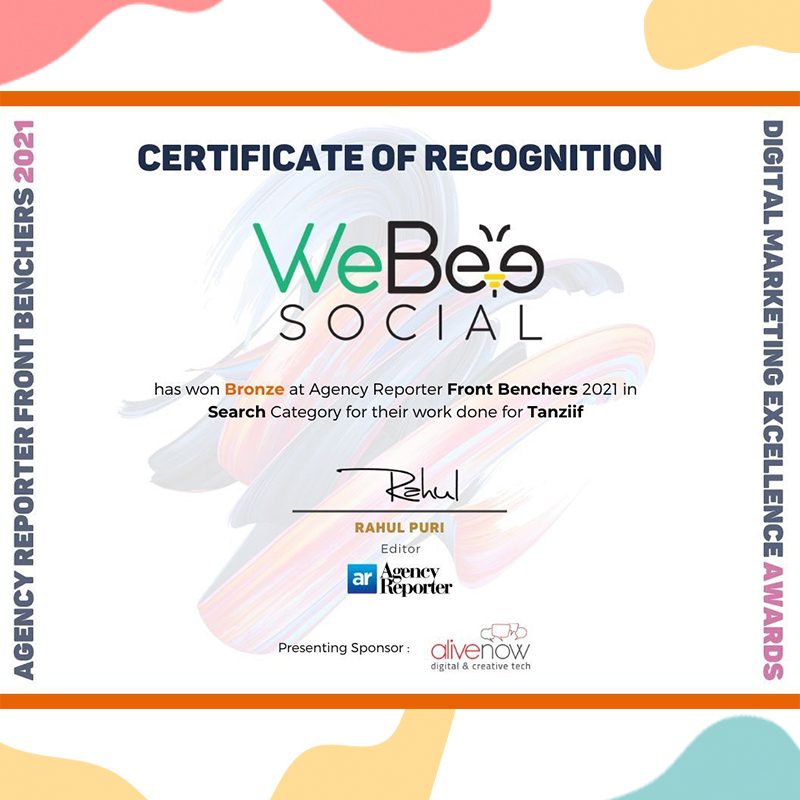 CERTIFICATE OF RECOGNITION
AGENCY REPORTER FRONT BENCHERS 2021
DIGITAL MARKETING EXCELLENCE AWARDS
WeBee
SOCIAL
has won Bronze at Agency Reporter Front Benchers 2021 in
Search Category for their work done for Tanziif
Rahul
RAHUL PURI
Editor
ar Agency
Reporter
Presenting Sponsor :
alivenow
digital & creative tech